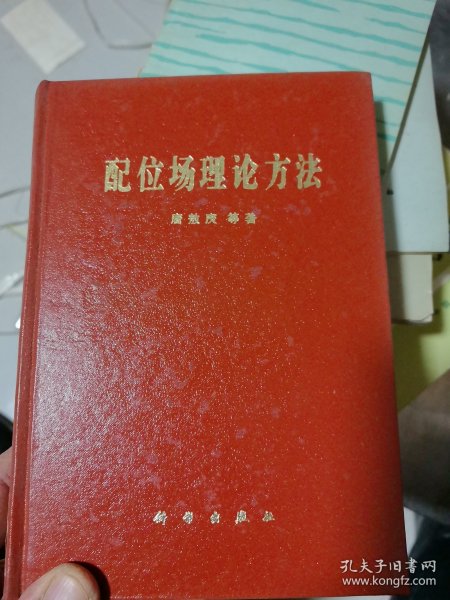 配位场理论方法
唐敖庆 等著
科学出版社
孔夫子旧书网
www.kongfz.com